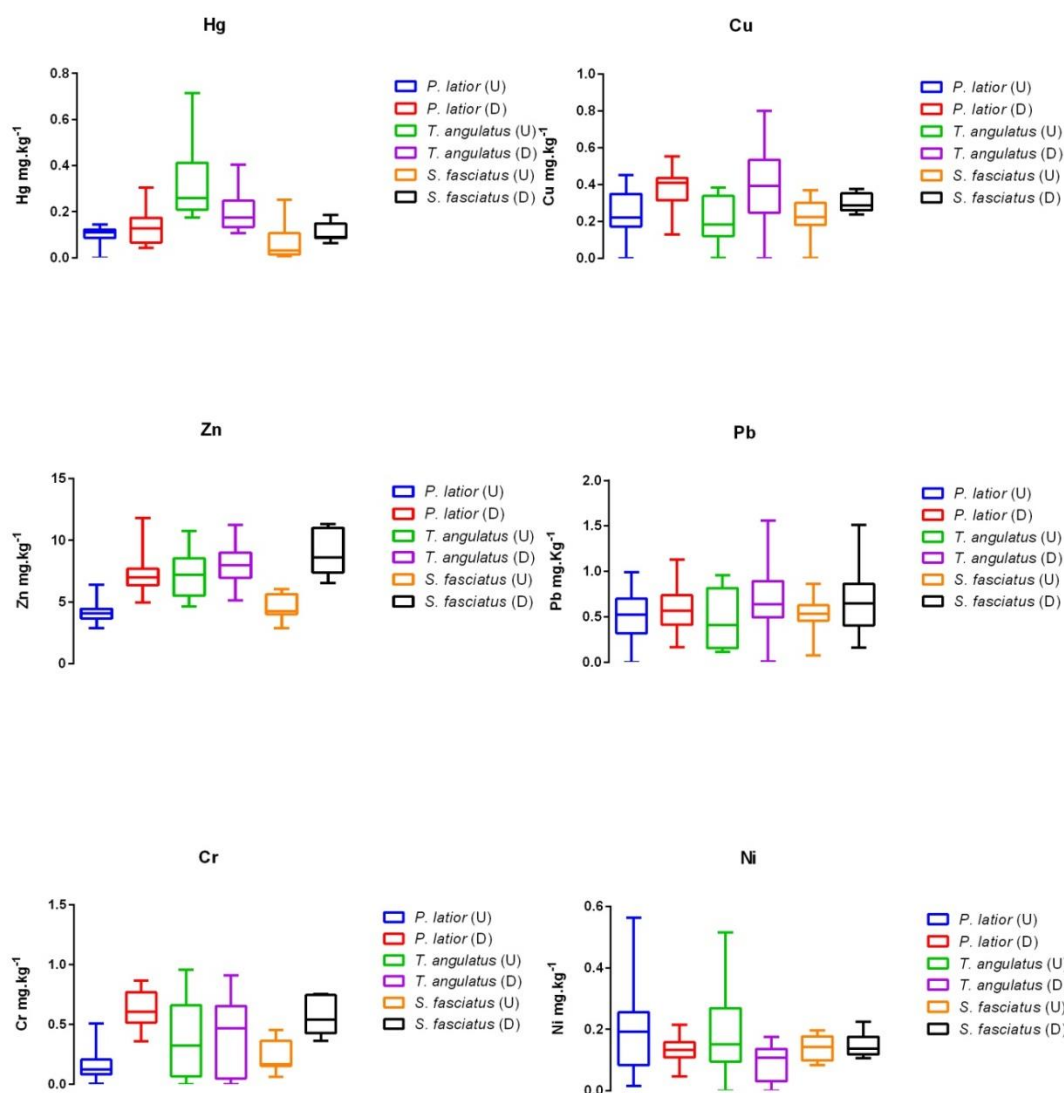 Hg
Hg mg.kg⁻¹
0.8
0.6
0.4
0.2
0.0
P. latior (U)
P. latior (D)
T. angulatus (U)
T. angulatus (D)
S. fasciatus (U)
S. fasciatus (D)
Cu
Cu mg.kg⁻¹
1.0
0.8
0.6
0.4
0.2
0.0
P. latior (U)
P. latior (D)
T. angulatus (U)
T. angulatus (D)
S. fasciatus (U)
S. fasciatus (D)
Zn
Zn mg.kg⁻¹
15
10
5
0
P. latior (U)
P. latior (D)
T. angulatus (U)
T. angulatus (D)
S. fasciatus (U)
S. fasciatus (D)
Pb
Pb mg.Kg⁻¹
2.0
1.5
1.0
0.5
0.0
P. latior (U)
P. latior (D)
T. angulatus (U)
T. angulatus (D)
S. fasciatus (U)
S. fasciatus (D)
Cr
Cr mg.kg⁻¹
1.5
1.0
0.5
0.0
P. latior (U)
P. latior (D)
T. angulatus (U)
T. angulatus (D)
S. fasciatus (U)
S. fasciatus (D)
Ni
Ni mg.kg⁻¹
0.6
0.4
0.2
0.0
P. latior (U)
P. latior (D)
T. angulatus (U)
T. angulatus (D)
S. fasciatus (U)
S. fasciatus (D)